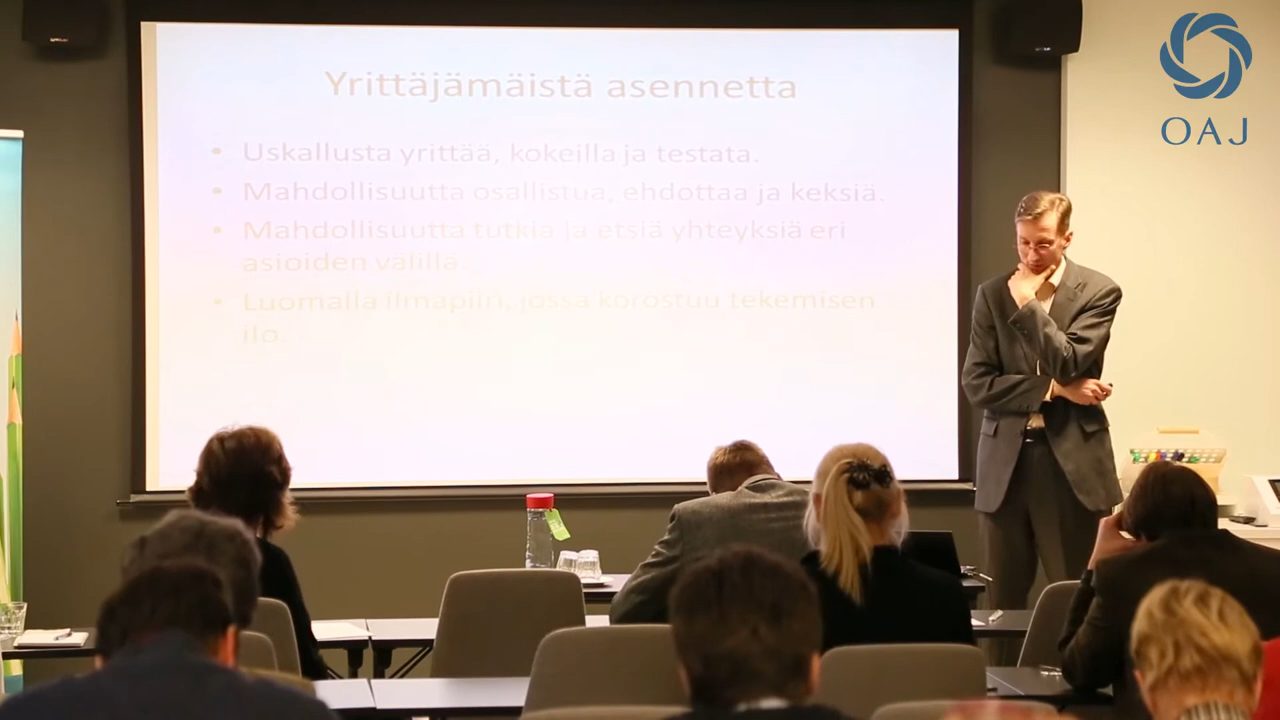 Yrittäjämäistä asennetta
• Uskallusta yrittää, kokeilla ja testata.
• Mahdollisuutta osallistua, ehdottaa ja keksiä.
• Mahdollisuutta tutkia ja etsiä yhteyksiä eri
asioiden välillä
• Luomalla ilmapiiri, jossa korostuu tekemisen
ilo.
OAJ